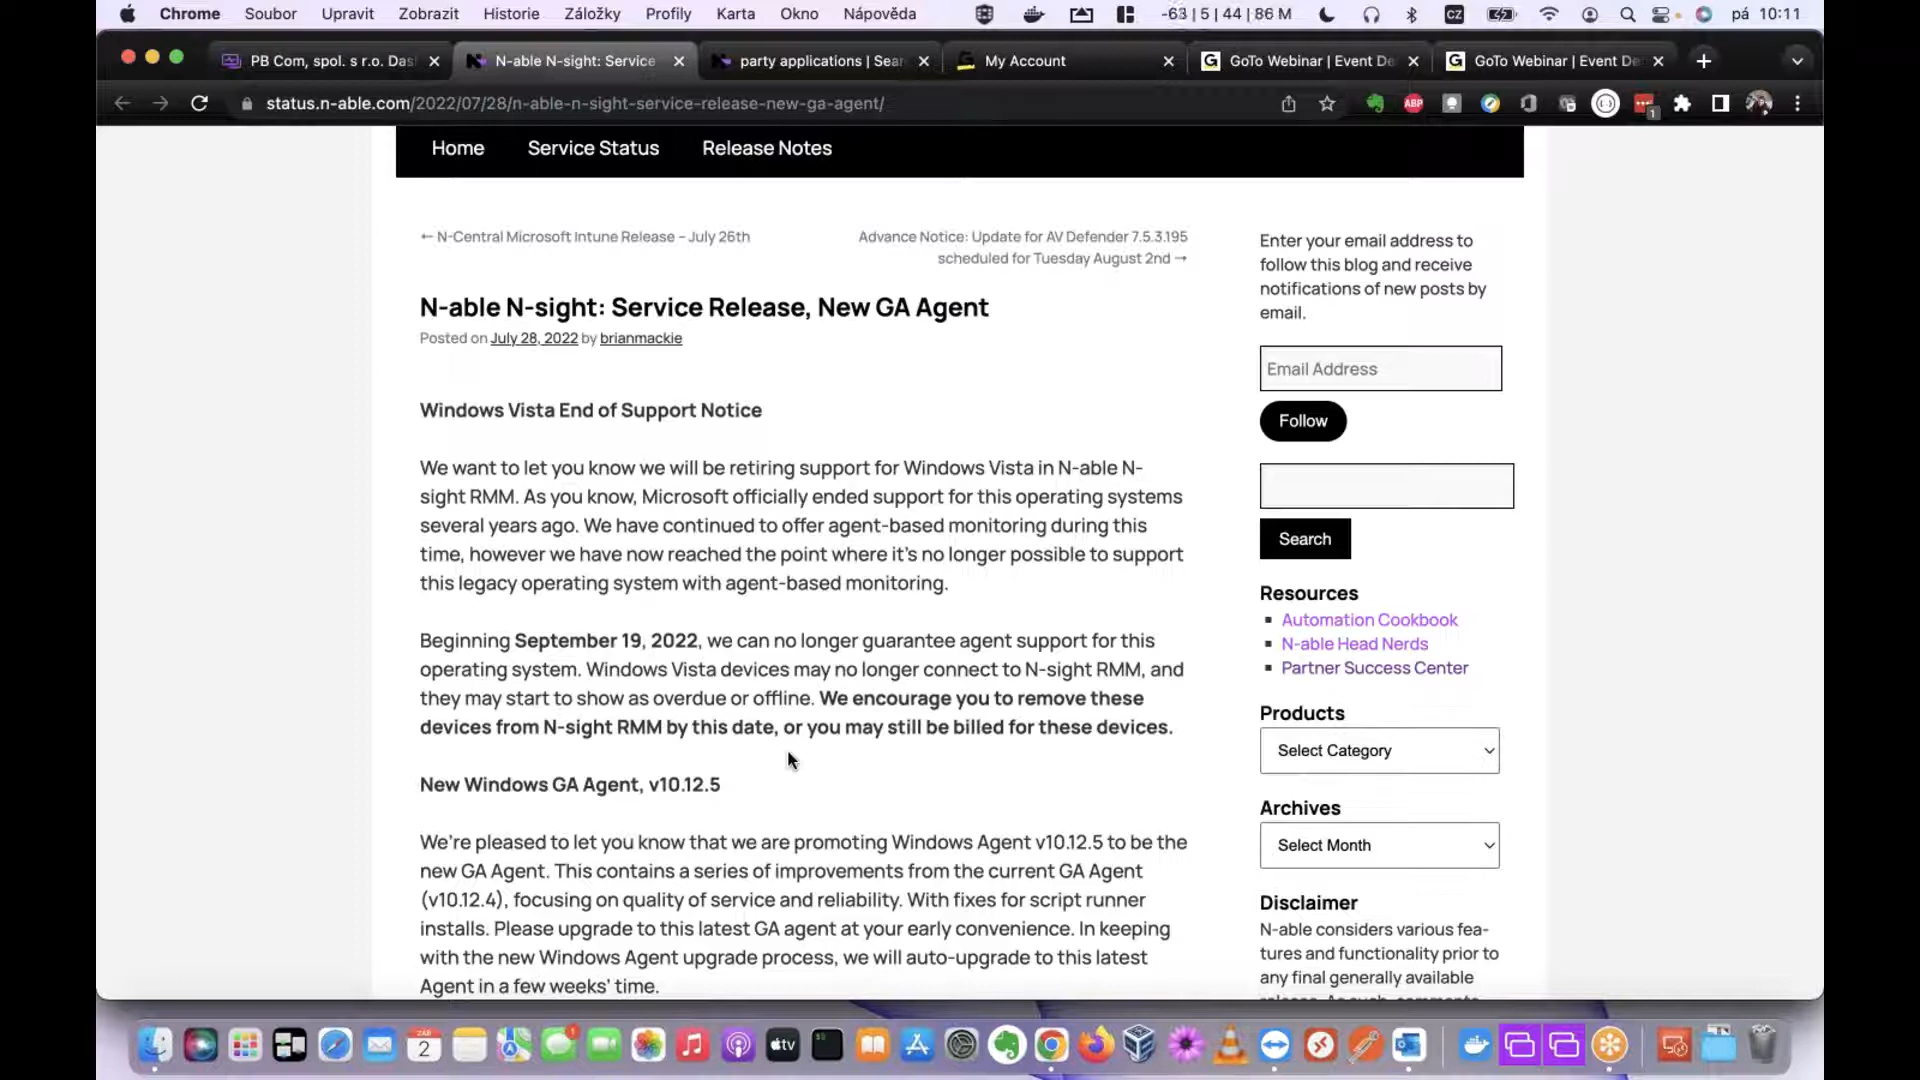 Chrome Soubor Upravit Zobrazit Historie Záložky Profily Karta Okno Nápověda -63 | 5 | 44 | 86 M CZ pá 10:11
PB Com, spol. s r.o. Das N-able N-sight: Service party applications | Sear My Account GoTo Webinar | Event De GoTo Webinar | Event De
status.n-able.com/2022/07/28/n-able-n-sight-service-release-new-ga-agent/ ABP 1
Home Service Status Release Notes
← N-Central Microsoft Intune Release – July 26th
Advance Notice: Update for AV Defender 7.5.3.195
scheduled for Tuesday August 2nd →
N-able N-sight: Service Release, New GA Agent
Posted on July 28, 2022 by brianmackie
Windows Vista End of Support Notice
We want to let you know we will be retiring support for Windows Vista in N-able N-
sight RMM. As you know, Microsoft officially ended support for this operating systems
several years ago. We have continued to offer agent-based monitoring during this
time, however we have now reached the point where it's no longer possible to support
this legacy operating system with agent-based monitoring.
Beginning September 19, 2022, we can no longer guarantee agent support for this
operating system. Windows Vista devices may no longer connect to N-sight RMM, and
they may start to show as overdue or offline. We encourage you to remove these
devices from N-sight RMM by this date, or you may still be billed for these devices.
New Windows GA Agent, v10.12.5
We're pleased to let you know that we are promoting Windows Agent v10.12.5 to be the
new GA Agent. This contains a series of improvements from the current GA Agent
(v10.12.4), focusing on quality of service and reliability. With fixes for script runner
installs. Please upgrade to this latest GA agent at your early convenience. In keeping
with the new Windows Agent upgrade process, we will auto-upgrade to this latest
Agent in a few weeks' time.
Enter your email address to
follow this blog and receive
notifications of new posts by
email.
Email Address
Follow
Search
Resources
Automation Cookbook
N-able Head Nerds
Partner Success Center
Products
Select Category
Archives
Select Month
Disclaimer
N-able considers various fea-
tures and functionality prior to
any final generally available
2 tv